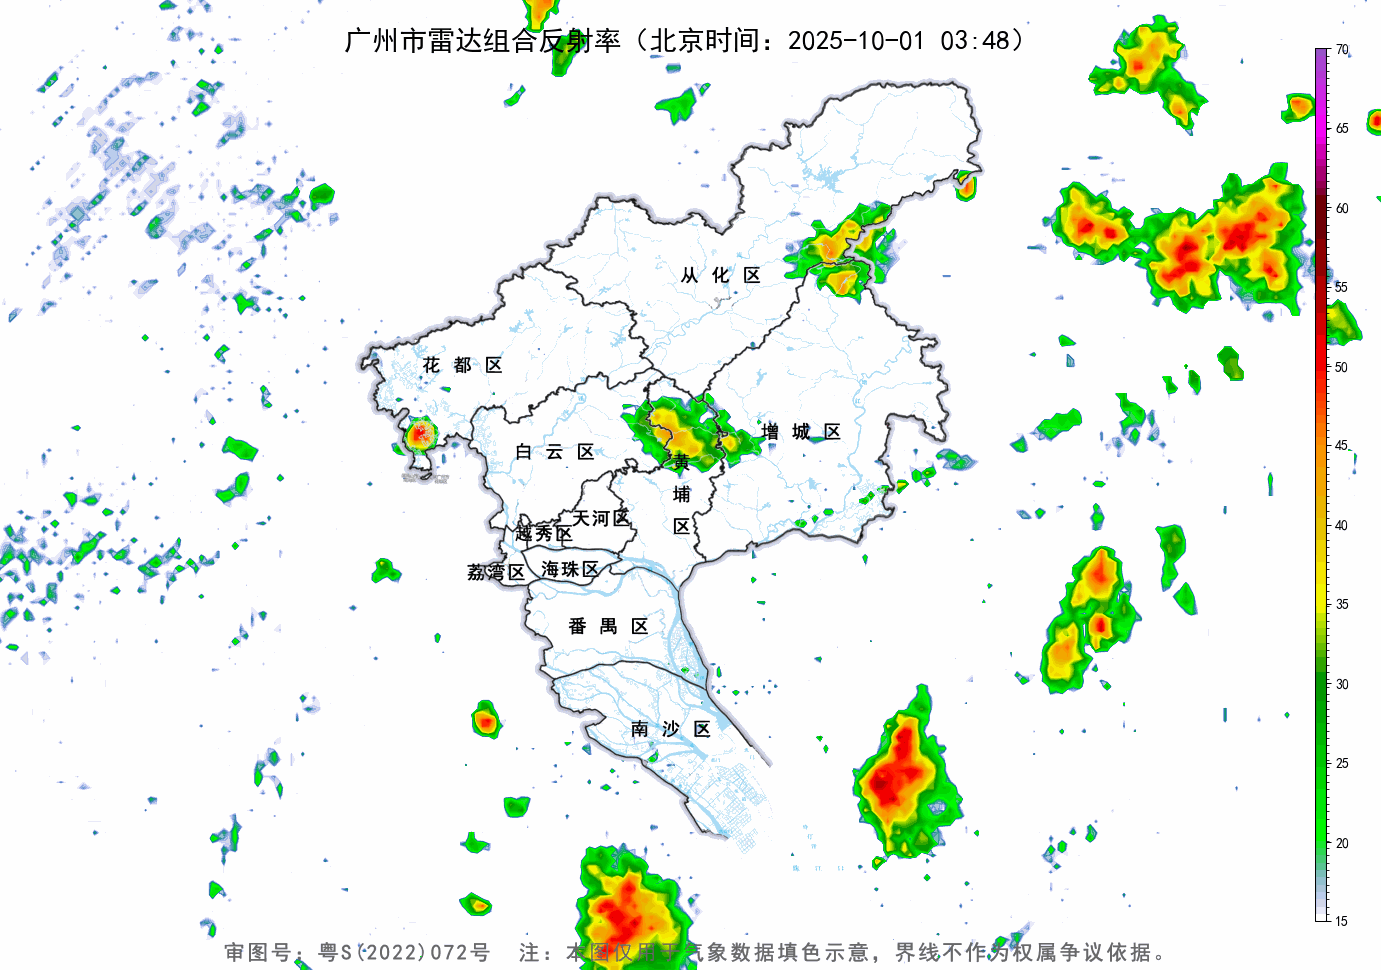 广州市雷达组合反射率（北京时间：2025-10-01 03:48）
70
65
60
55
50
45
40
35
30
25
20
15
从化区
花都区
增城区
白云区
黄埔区
天河区
越秀区
荔湾区
海珠区
番禺区
南沙区
审图号：粤S(2022)072号 注：本图仅用于气象数据填色示意，界线不作为权属争议依据。